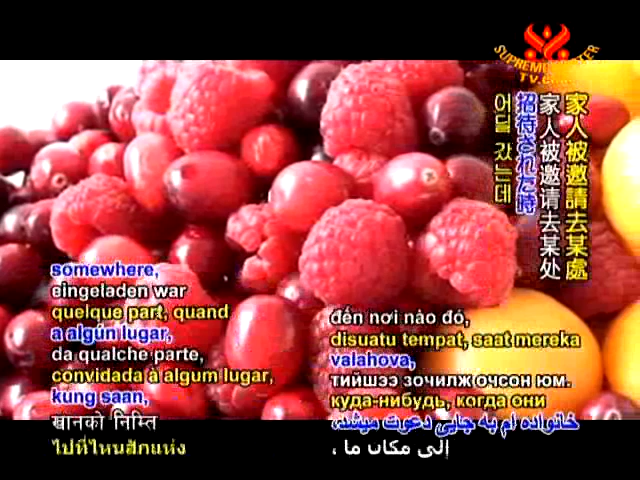 SUPREME MASTER
家人被邀請去某處
家人被邀请去某处
招待された時
어딜 갔는데
somewhere,
eingeladen war
quelque part, quand
a algún lugar,
da qualche parte,
convidada a algum lugar,
kung saan,
खानको निम्ति
ไปที่ไหนสักแห่ง
đến nơi nào đó,
disuatu tempat, saat mereka
valahova,
тийшээ зочилж очсон юм.
куда-нибудь, когда они
خانواده ام به جایی دعوت میشد،
إلى مكان ما ،